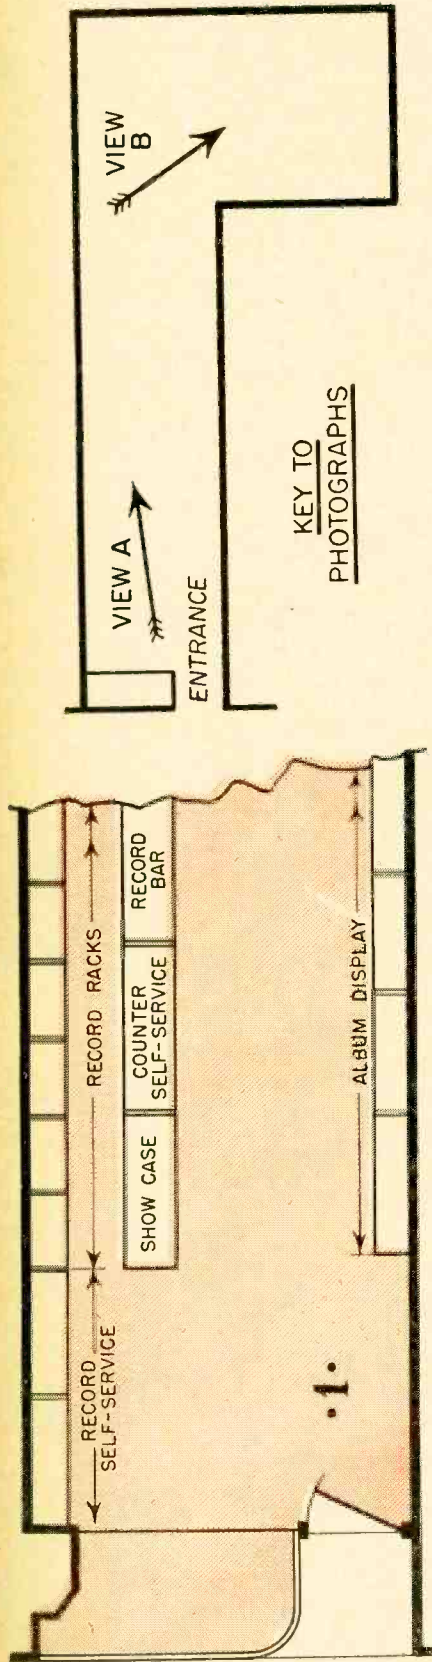 RECORD
SELF-SERVICE
RECORD RACKS
SHOW CASE
COUNTER
SELF-SERVICE
RECORD
BAR
ALBUM DISPLAY
·1·
VIEW A
ENTRANCE
VIEW
B
KEY TO
PHOTOGRAPHS